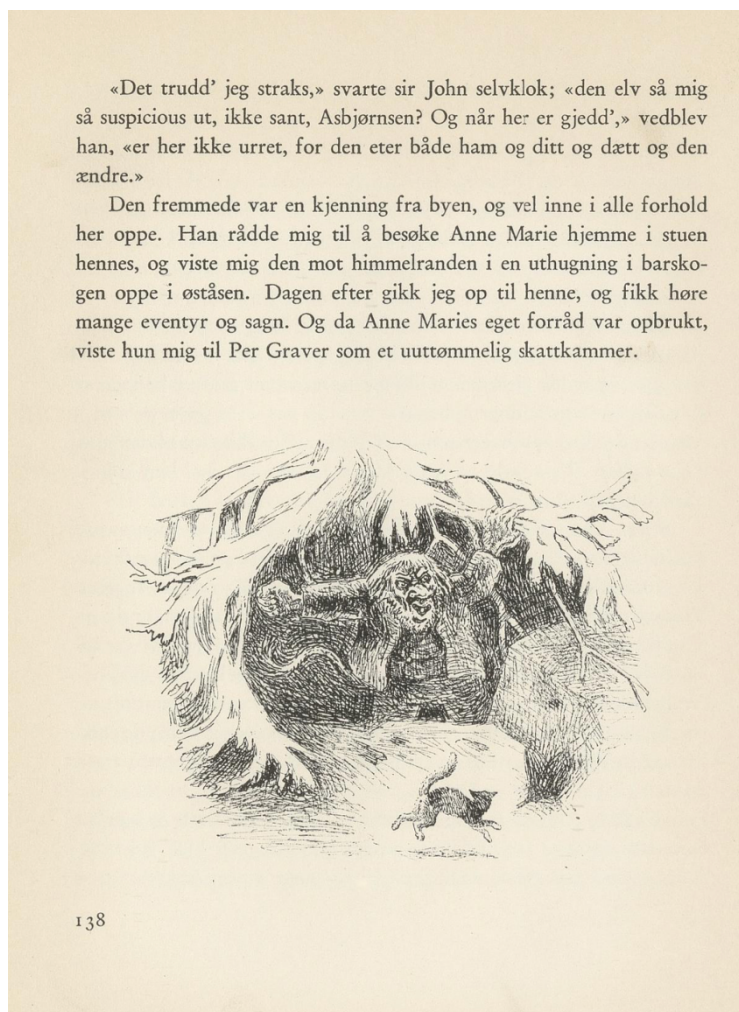 «Det trudd’ jeg straks,» svarte sir John selvklok; «den elv så mig
så suspicious ut, ikke sant, Asbjørnsen? Og når her er gjedd’,» vedblev
han, «er her ikke urret, for den eter både ham og ditt og dætt og den
ændre.»
Den fremmede var en kjenning fra byen, og vel inne i alle forhold
her oppe. Han rådde mig til å besøke Anne Marie hjemme i stuen
hennes, og viste mig den mot himmelranden i en uthugning i barsko-
gen oppe i øståsen. Dagen efter gikk jeg op til henne, og fikk høre
mange eventyr og sagn. Og da Anne Maries eget forråd var opbrukt,
viste hun mig til Per Graver som et uuttømmelig skattkammer.
138